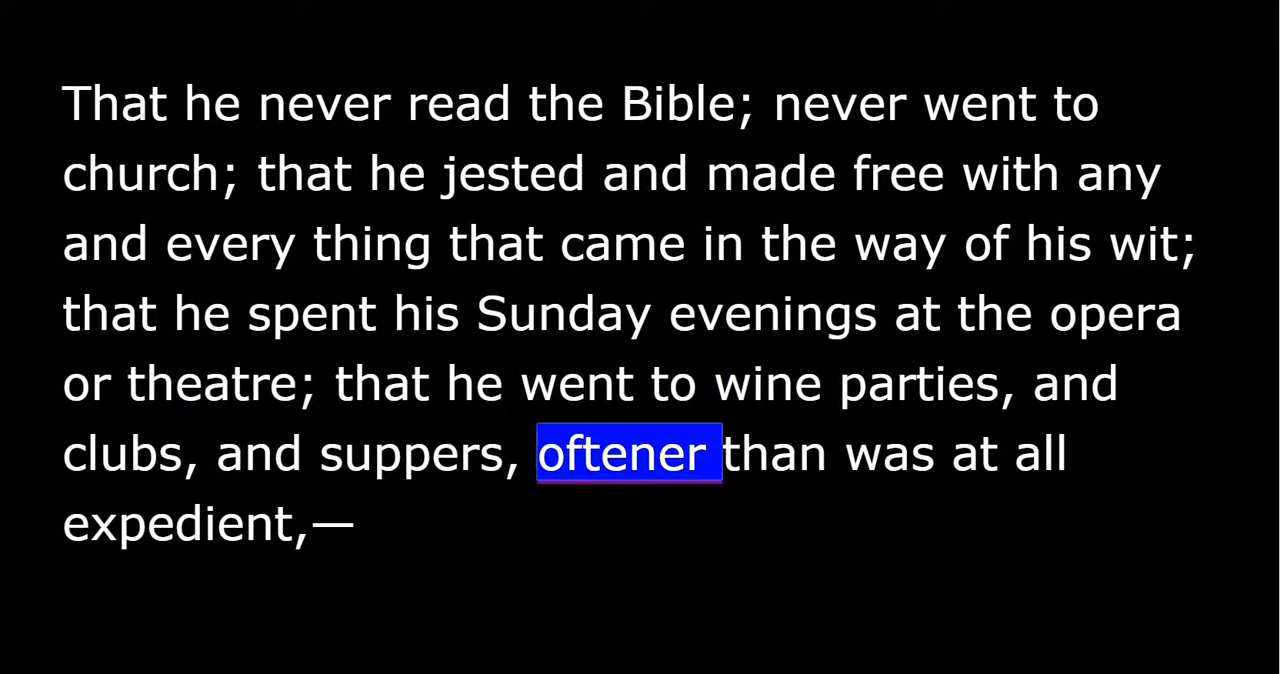 That he never read the Bible; never went to
church; that he jested and made free with any
and every thing that came in the way of his wit;
that he spent his Sunday evenings at the opera
or theatre; that he went to wine parties, and
clubs, and suppers, oftener than was at all
expedient,—